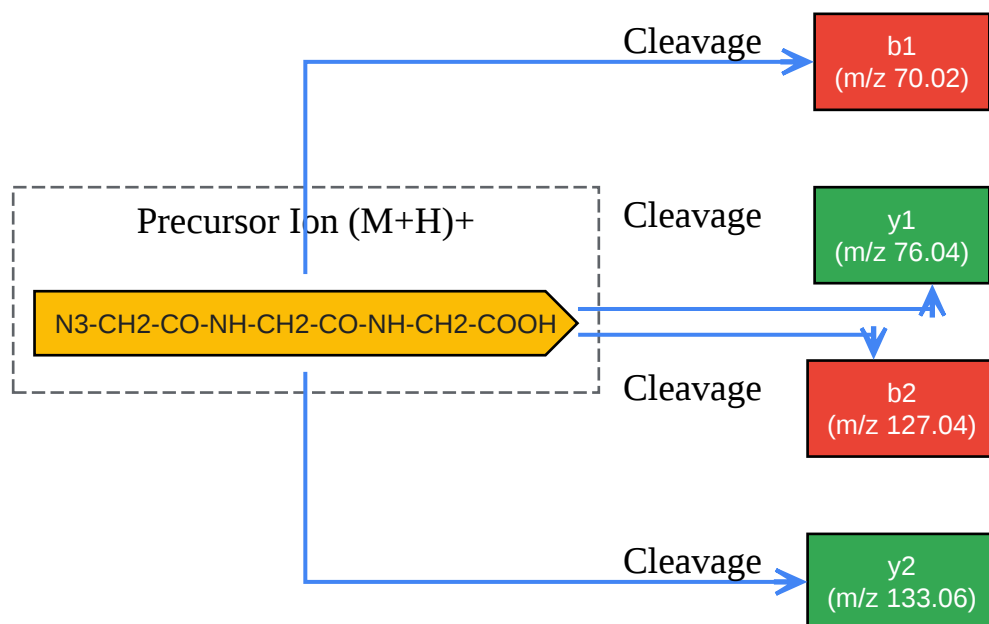 Cleavage
b1
(m/z 70.02)
Precursor Ion (M+H)+
Cleavage
y1
(m/z 76.04)
N3-CH2-CO-NH-CH2-CO-NH-CH2-COOH
Cleavage
b2
(m/z 127.04)
Cleavage
y2
(m/z 133.06)